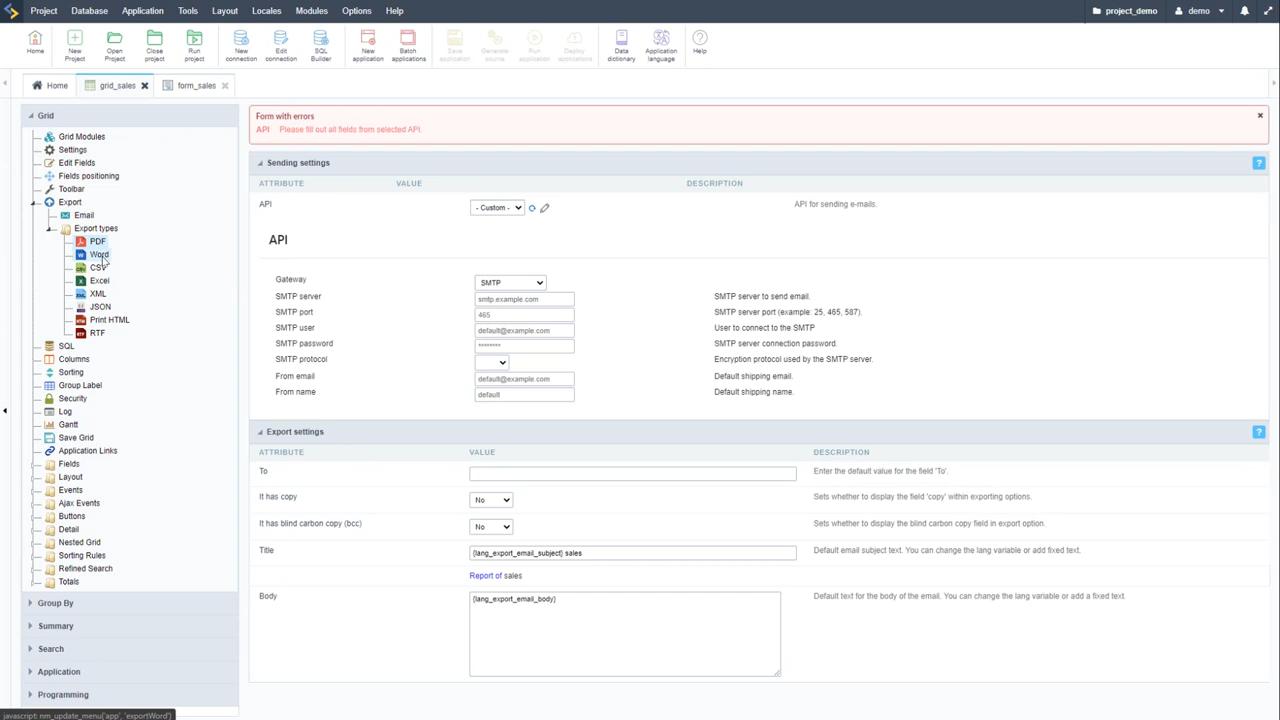 Project Database Application Tools Layout Locales Modules Options Help project_demo demo
Home New Project Open Project Close project Run project New connection Edit connection SQL Builder New application Batch applications Save application Generate source Run application Deploy applications Data dictionary Application language Help
Home grid_sales form_sales
Grid
Grid Modules
Settings
Edit Fields
Fields positioning
Toolbar
Export
Email
Export types
PDF
Word
CSV
Excel
XML
JSON
Print HTML
RTF
SQL
Columns
Sorting
Group Label
Security
Log
Gantt
Save Grid
Application Links
Fields
Layout
Events
Ajax Events
Buttons
Detail
Nested Grid
Sorting Rules
Refined Search
Totals
Group By
Summary
Search
Application
Programming
Form with errors
API Please fill out all fields from selected API.
Sending settings ?
ATTRIBUTE VALUE DESCRIPTION
API - Custom - API for sending e-mails.
API
Gateway SMTP
SMTP server smtp.example.com SMTP server to send email.
SMTP port 465 SMTP server port (example: 25, 465, 587).
SMTP user default@example.com User to connect to the SMTP
SMTP password ******** SMTP server connection password.
SMTP protocol Encryption protocol used by the SMTP server.
From email default@example.com Default shipping email.
From name default Default shipping name.
Export settings ?
ATTRIBUTE VALUE DESCRIPTION
To Enter the default value for the field 'To'.
It has copy No Sets whether to display the field 'copy' within exporting options.
It has blind carbon copy (bcc) No Sets whether to display the blind carbon copy field in export option.
Title {lang_export_email_subject} sales Default email subject text. You can change the lang variable or add fixed text.
Report of sales
Body {lang_export_email_body} Default text for the body of the email. You can change the lang variable or add a fixed text.
javascript: nm_update_menu('app', 'exportWord')